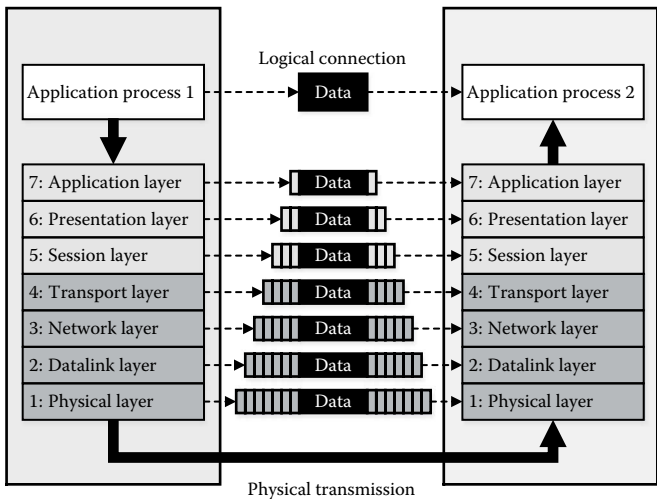 Logical connection
Application process 1
Data
Application process 2
7: Application layer
Data
7: Application layer
6: Presentation layer
Data
6: Presentation layer
5: Session layer
Data
5: Session layer
4: Transport layer
Data
4: Transport layer
3: Network layer
Data
3: Network layer
2: Datalink layer
Data
2: Datalink layer
1: Physical layer
Data
1: Physical layer
Physical transmission